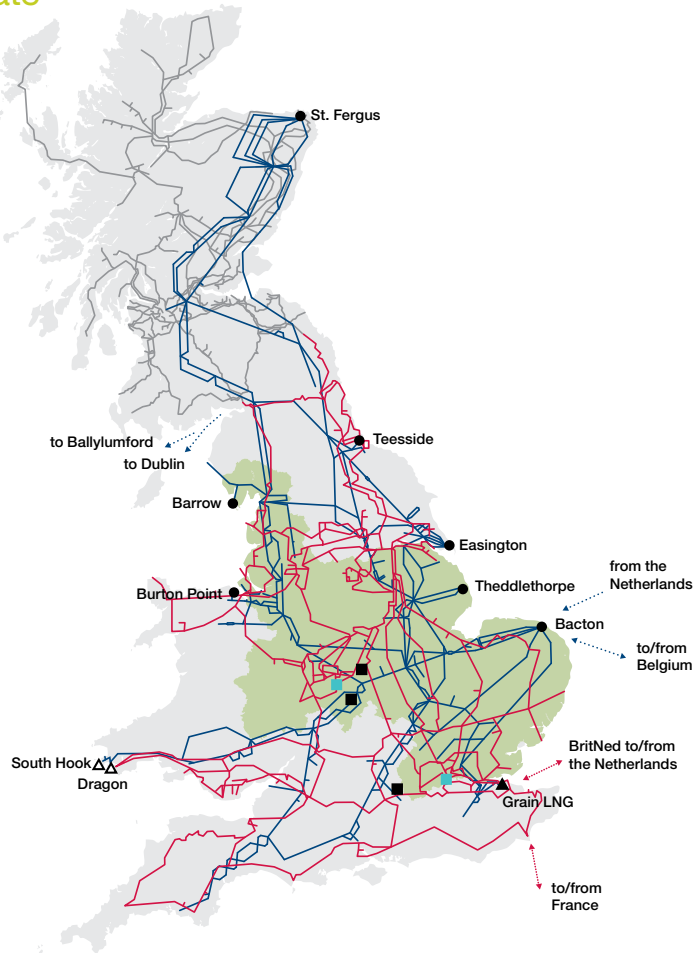 St. Fergus
to Ballylumford
to Dublin
Teesside
Barrow
Easington
from the
Netherlands
Theddlethorpe
Burton Point
Bacton
to/from
Belgium
BritNed to/from
the Netherlands
South Hook
Dragon
Grain LNG
to/from
France